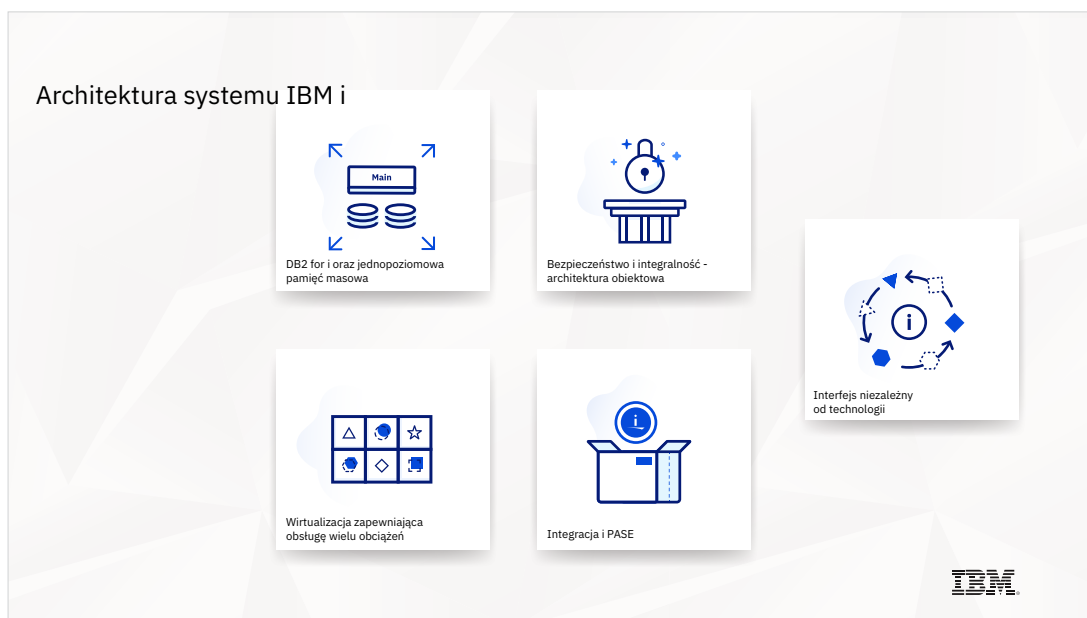 Architektura systemu IBM i
Main
DB2 for i oraz jednopoziomowa
pamięć masowa
Bezpieczeństwo i integralność -
architektura obiektowa
i
Interfejs niezależny
od technologii
Wirtualizacja zapewniająca
obsługę wielu obciążeń
i
Integracja i PASE
IBM.